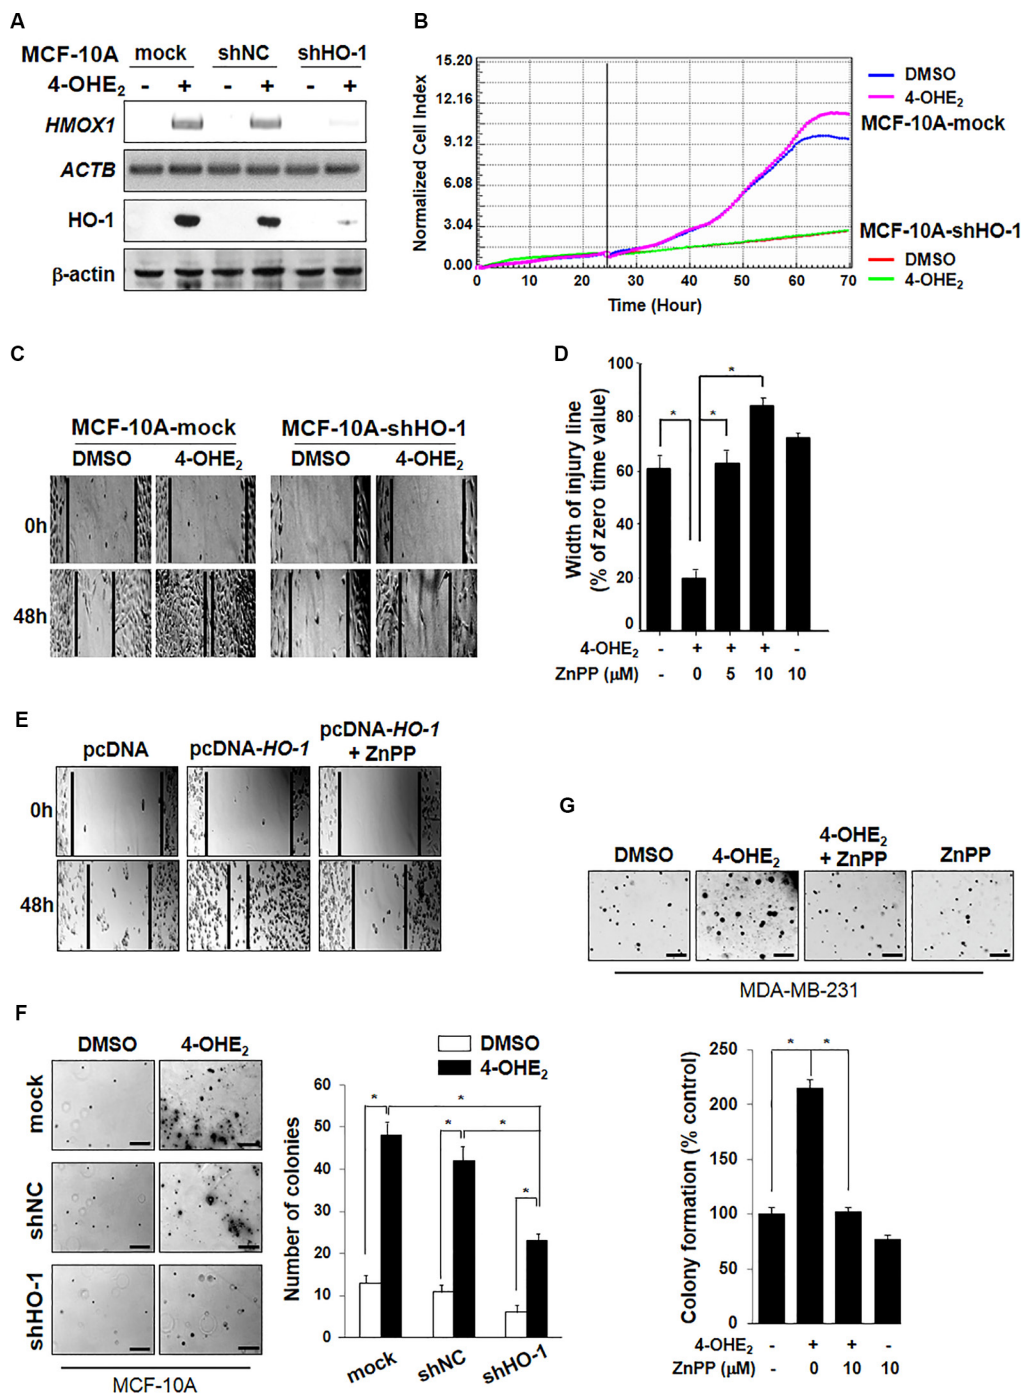 A
MCF-10A mock shNC shHO-1
4-OHE2 - + - + - +
HMOX1
ACTB
HO-1
β-actin
B
Normalized Cell Index
15.20
12.16
9.12
6.08
3.04
0.00
0 10 20 30 40 50 60 70
Time (Hour)
DMSO
4-OHE2
MCF-10A-mock
MCF-10A-shHO-1
DMSO
4-OHE2
C
MCF-10A-mock MCF-10A-shHO-1
DMSO 4-OHE2 DMSO 4-OHE2
0h
48h
D
Width of injury line
(% of zero time value)
100
80
60
40
20
0
* * *
4-OHE2 - + + + -
ZnPP (μM) - 0 5 10 10
E
pcDNA pcDNA-HO-1 pcDNA-HO-1
+ ZnPP
0h
48h
F
DMSO 4-OHE2
mock
shNC
shHO-1
MCF-10A
DMSO
4-OHE2
Number of colonies
60
50
40
30
20
10
0
* * * * *
mock shNC shHO-1
G
DMSO 4-OHE2 4-OHE2
+ ZnPP ZnPP
MDA-MB-231
Colony formation (% control)
250
200
150
100
50
0
* *
4-OHE2 - + + -
ZnPP (μM) - 0 10 10